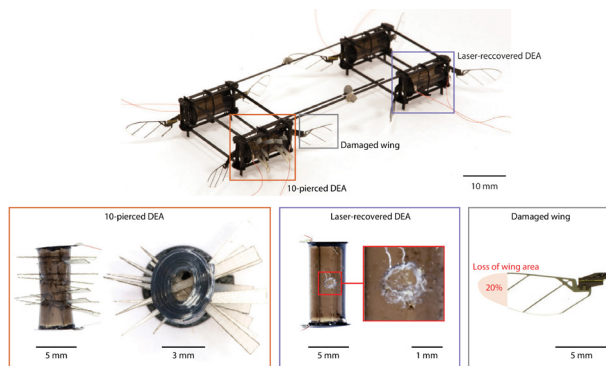 Laser-reccovered DEA
Damaged wing
10-pierced DEA
10 mm
10-pierced DEA
5 mm
3 mm
Laser-recovered DEA
5 mm
1 mm
Damaged wing
Loss of wing area
20%
5 mm